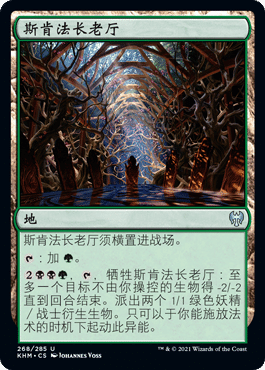 斯肯法长老厅
地
斯肯法长老厅须横置进战场。
：加。
2，，牺牲斯肯法长老厅：至
多一个目标不由你操控的生物得 -2/-2
直到回合结束。派出两个 1/1 绿色妖精
／战士衍生生物。只可以于你能施放法
术的时机下起动此异能。
268/285 U
KHM • CS JOHANNES VOSS
™ & © 2021 Wizards of the Coast